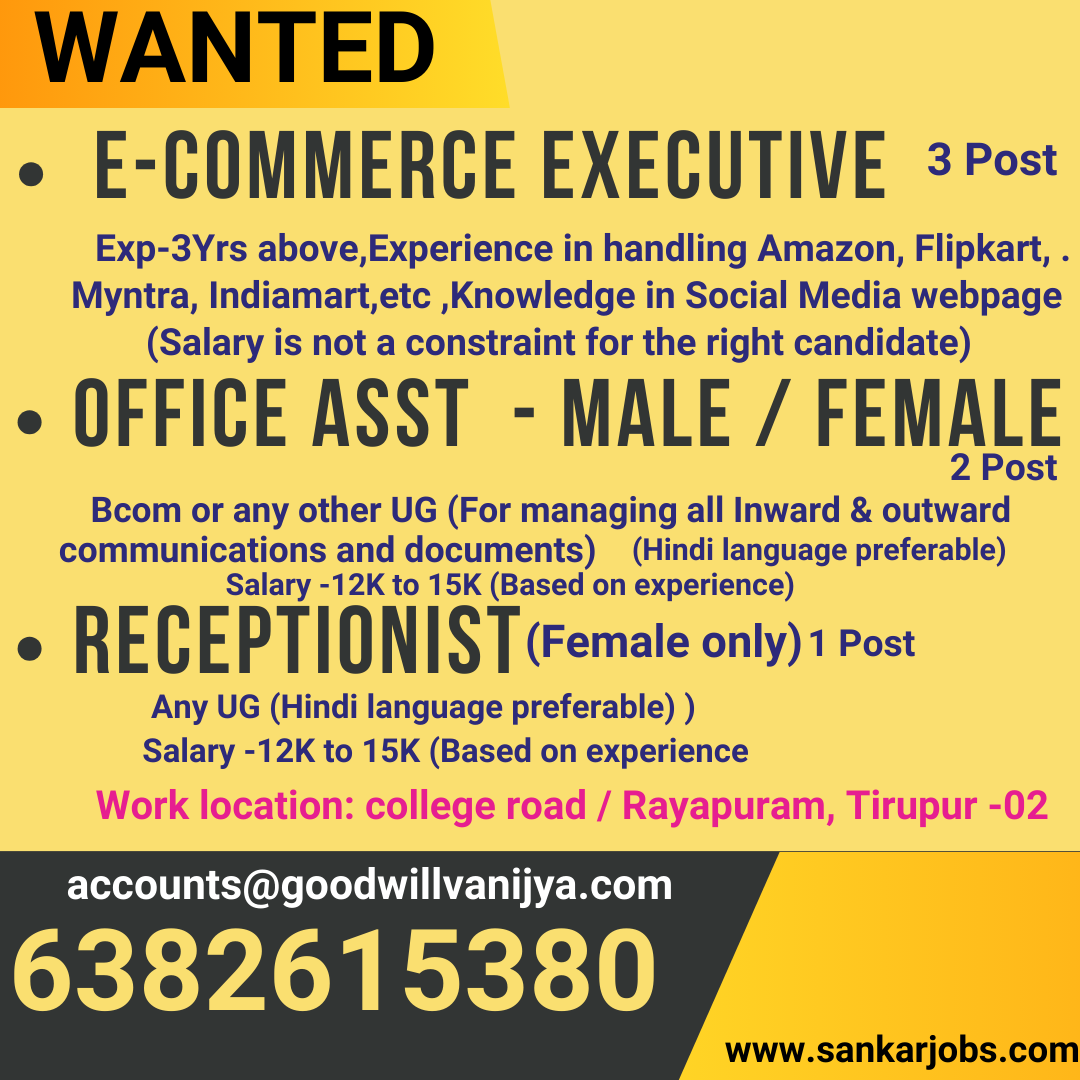 WANTED
• E-COMMERCE EXECUTIVE 3 Post
Exp-3Yrs above,Experience in handling Amazon, Flipkart, .
Myntra, Indiamart,etc ,Knowledge in Social Media webpage
(Salary is not a constraint for the right candidate)
• OFFICE ASST - MALE / FEMALE
2 Post
Bcom or any other UG (For managing all Inward & outward
communications and documents) (Hindi language preferable)
Salary -12K to 15K (Based on experience)
• RECEPTIONIST (Female only) 1 Post
Any UG (Hindi language preferable) )
Salary -12K to 15K (Based on experience
Work location: college road / Rayapuram, Tirupur -02
accounts@goodwillvanijya.com
6382615380
www.sankarjobs.com